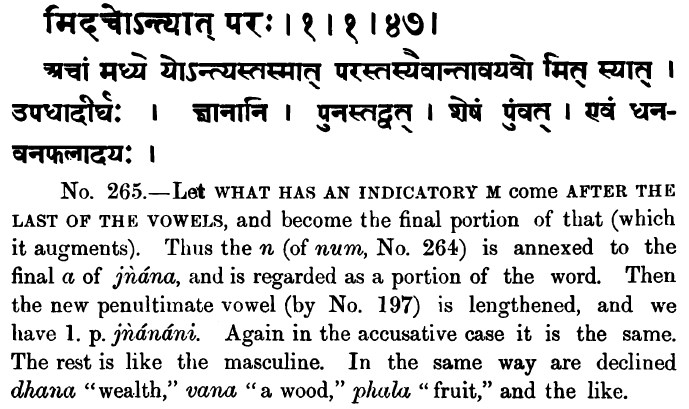 मिदचोऽन्त्यात् परः । १ । १ । ४७ ।
अचां मध्ये योऽन्त्यस्तस्मात् परस्तस्यैवान्तावयवो मित् स्यात् ।
उपधादीर्घः । ज्ञानानि । पुनस्तद्वत् । शेषं पुंवत् । एवं धन-
वनफलादयः ।
No. 265.—Let WHAT HAS AN INDICATORY M come AFTER THE
LAST OF THE VOWELS, and become the final portion of that (which
it augments). Thus the n (of num, No. 264) is annexed to the
final a of jǹána, and is regarded as a portion of the word. Then
the new penultimate vowel (by No. 197) is lengthened, and we
have 1. p. jǹánáni. Again in the accusative case it is the same.
The rest is like the masculine. In the same way are declined
dhana “wealth,” vana “a wood,” phala “fruit,” and the like.